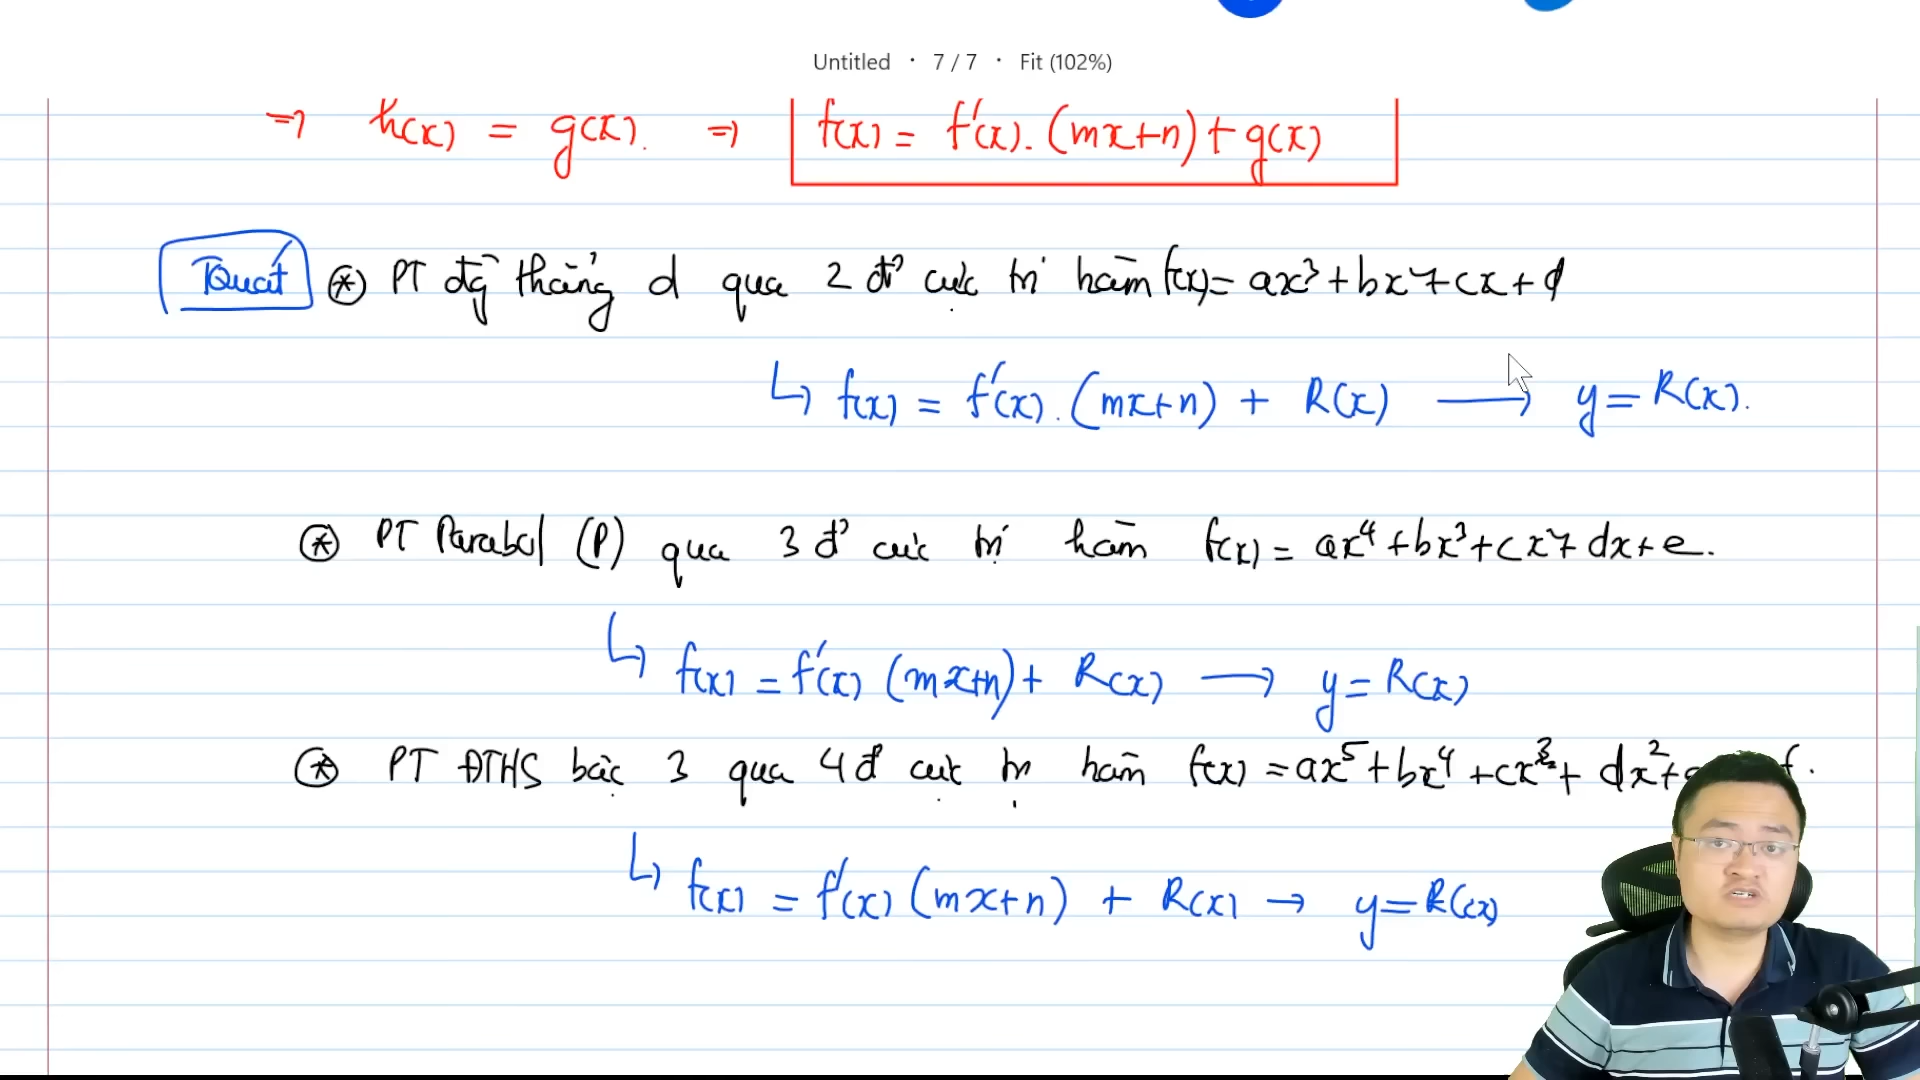 Untitled · 7 / 7 · Fit (102%)
=> h(x) = g(x). => f(x) = f'(x). (mx+n) + g(x)
TQuát ⊛ PT đg thẳng d qua 2 đ' cực trị hàm f(x) = ax³ + bx² + cx + d
↳ f(x) = f'(x). (mx+n) + R(x) ⟶ y = R(x).
⊛ PT Parabol (P) qua 3 đ' cực trị hàm f(x) = ax⁴ + bx³ + cx² + dx + e.
↳ f(x) = f'(x) (mx+n) + R(x) ⟶ y = R(x)
⊛ PT ĐTHS bậc 3 qua 4 đ cực trị hàm f(x) = ax⁵ + bx⁴ + cx³ + dx² + f.
↳ f(x) = f'(x) (mx+n) + R(x) → y = R(x)